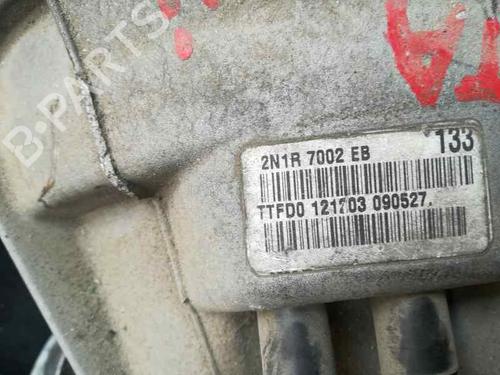 B-PARTS
2N1R 7002 EB
133
TTFD0 121703 090527.